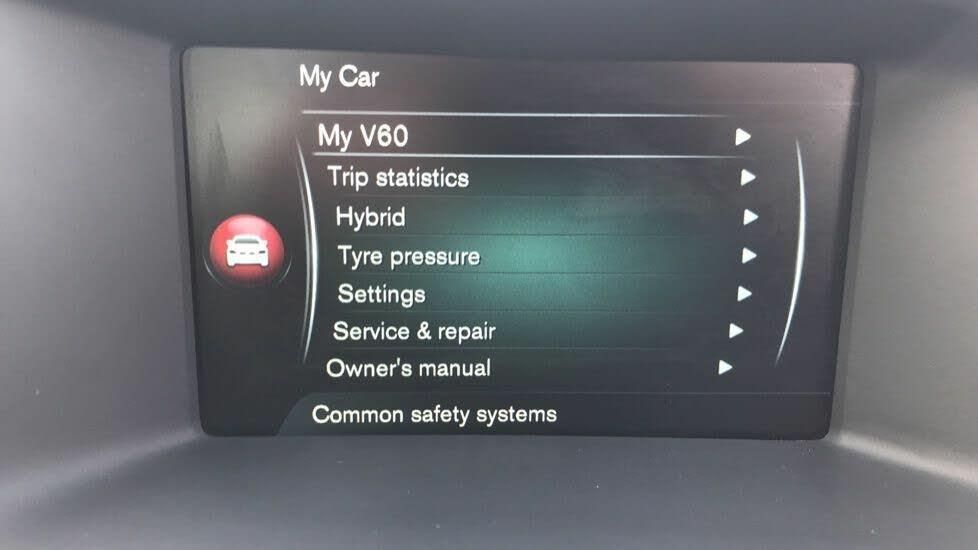 My Car
My V60
Trip statistics
Hybrid
Tyre pressure
Settings
Service & repair
Owner's manual
Common safety systems